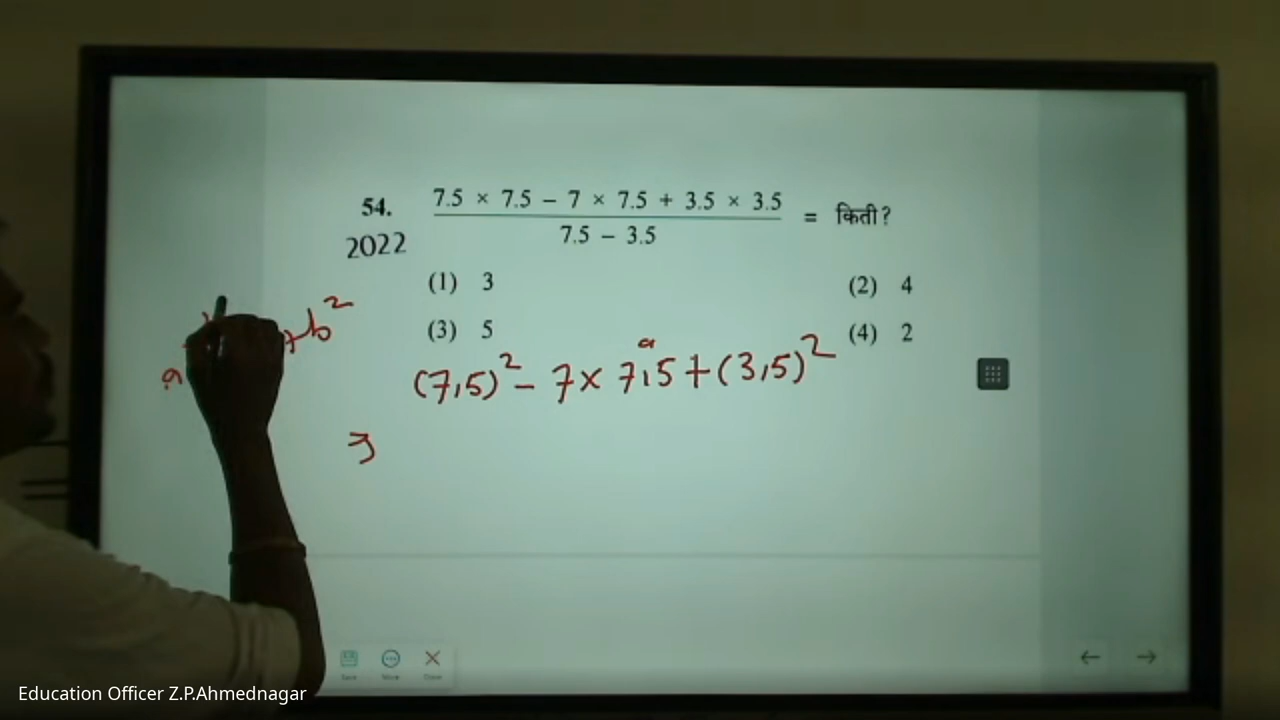 54. 7.5 × 7.5 – 7 × 7.5 + 3.5 × 3.5
7.5 – 3.5
= किती?
2022
(1) 3
(2) 4
(3) 5
(4) 2
+b²
a
a
(7,5)² – 7 × 7,5 + (3,5)²
Education Officer Z.P.Ahmednagar